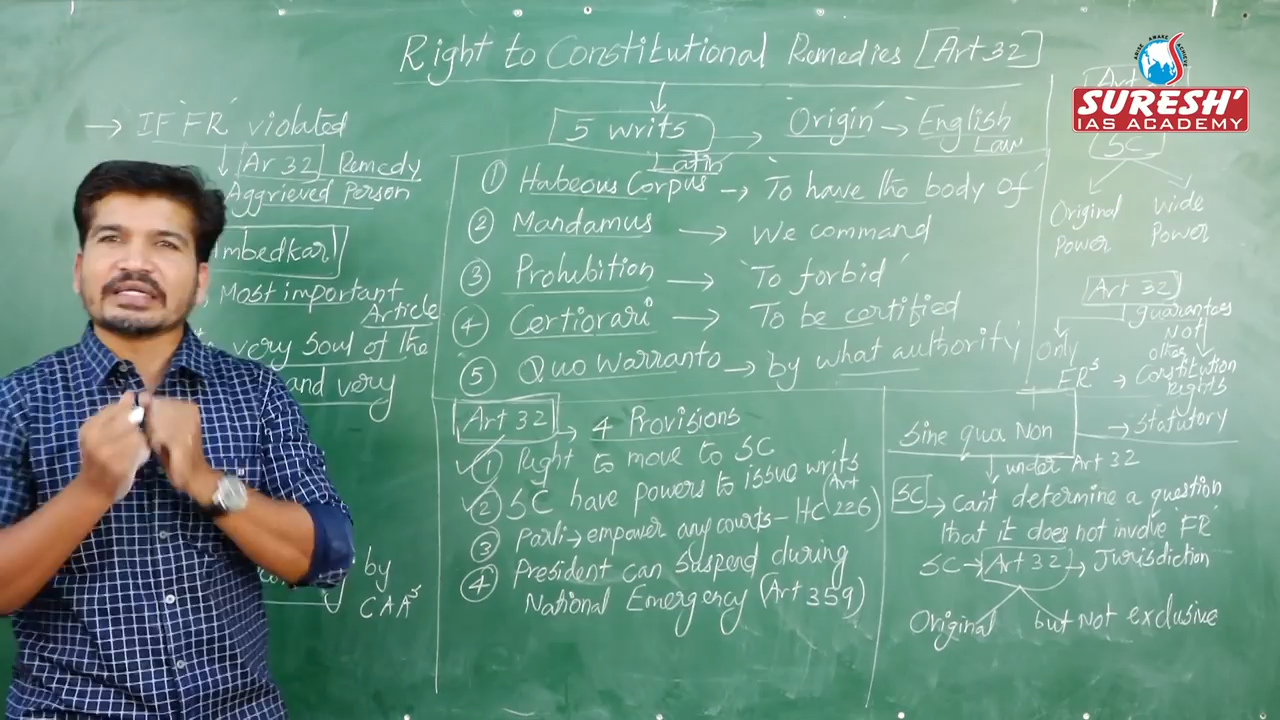 Right to Constitutional Remedies [Art 32]
→ IF 'FR' violated
Ar 32 Remedy
Aggrieved Person
mbedkar
Most important
Article
very soul of the
and very
by
CAA^s
5 writs → 'Origin' → English
Law
Latin
① Habeous Corpus → To have the body of
② Mandamus → We command
③ Prohubition → 'To forbid'
④ Certiorari → To be certified
⑤ Quo Warranto → by what authority
Art 32 → 4 Provisions
① Right to move to SC
② SC have powers to issue writs
③ Parli → empower any courts - HC (Art 226)
④ President can suspend during
National Emergency (Art 359)
ARISE AWARE ACHIEVE
SURESH'
IAS ACADEMY
SC
Original wide
Power Power
Art 32
guarantees
Only not
other
FR^s → Constitution
Rights
→ Statutory
Sine qua Non
under Art 32
SC → Can't determine a question
that it does not involve 'FR'
SC → Art 32 → Jurisdiction
Original but Not exclusive